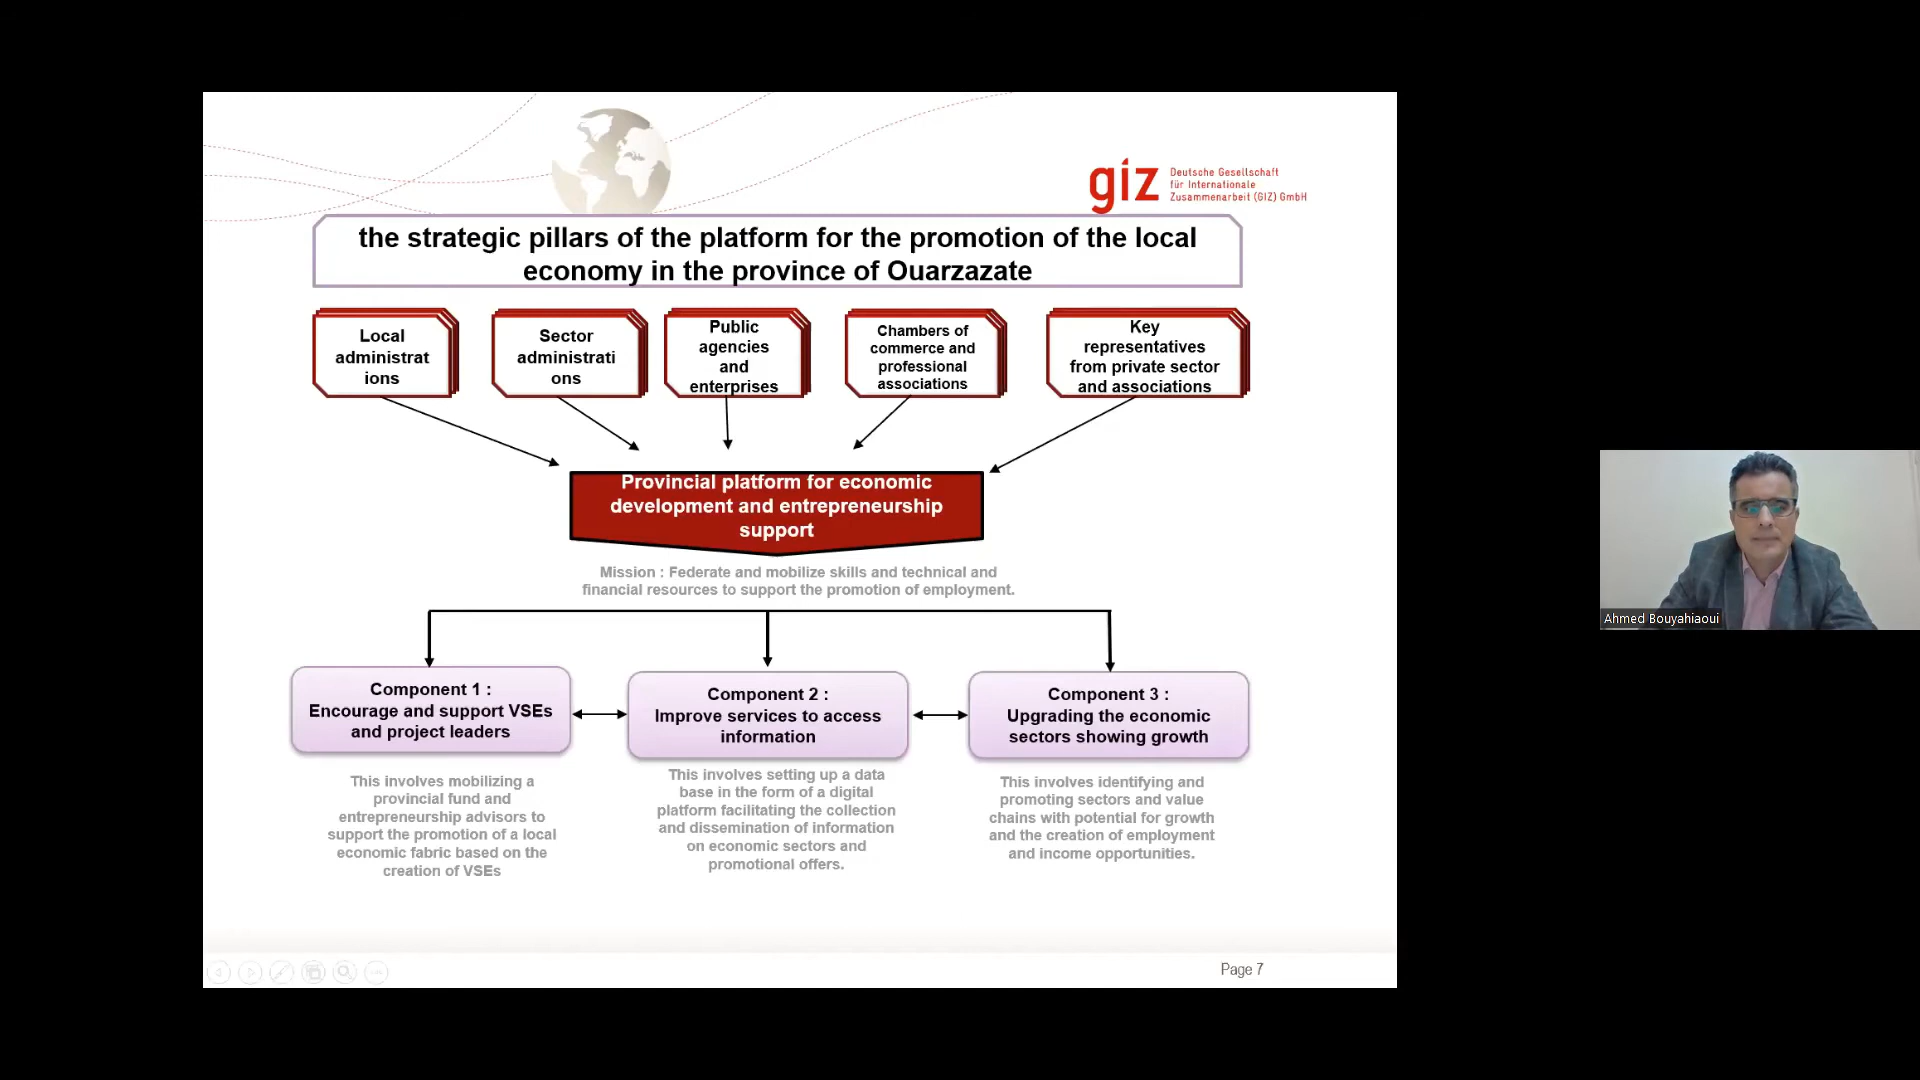 giz
Deutsche Gesellschaft
für Internationale
Zusammenarbeit (GIZ) GmbH
the strategic pillars of the platform for the promotion of the local
economy in the province of Ouarzazate
Local
administrat
ions
Sector
administrati
ons
Public
agencies
and
enterprises
Chambers of
commerce and
professional
associations
Key
representatives
from private sector
and associations
Provincial platform for economic
development and entrepreneurship
support
Mission : Federate and mobilize skills and technical and
financial resources to support the promotion of employment.
Component 1 :
Encourage and support VSEs
and project leaders
Component 2 :
Improve services to access
information
Component 3 :
Upgrading the economic
sectors showing growth
This involves mobilizing a
provincial fund and
entrepreneurship advisors to
support the promotion of a local
economic fabric based on the
creation of VSEs
This involves setting up a data
base in the form of a digital
platform facilitating the collection
and dissemination of information
on economic sectors and
promotional offers.
This involves identifying and
promoting sectors and value
chains with potential for growth
and the creation of employment
and income opportunities.
Page 7
Ahmed Bouyahiaoui